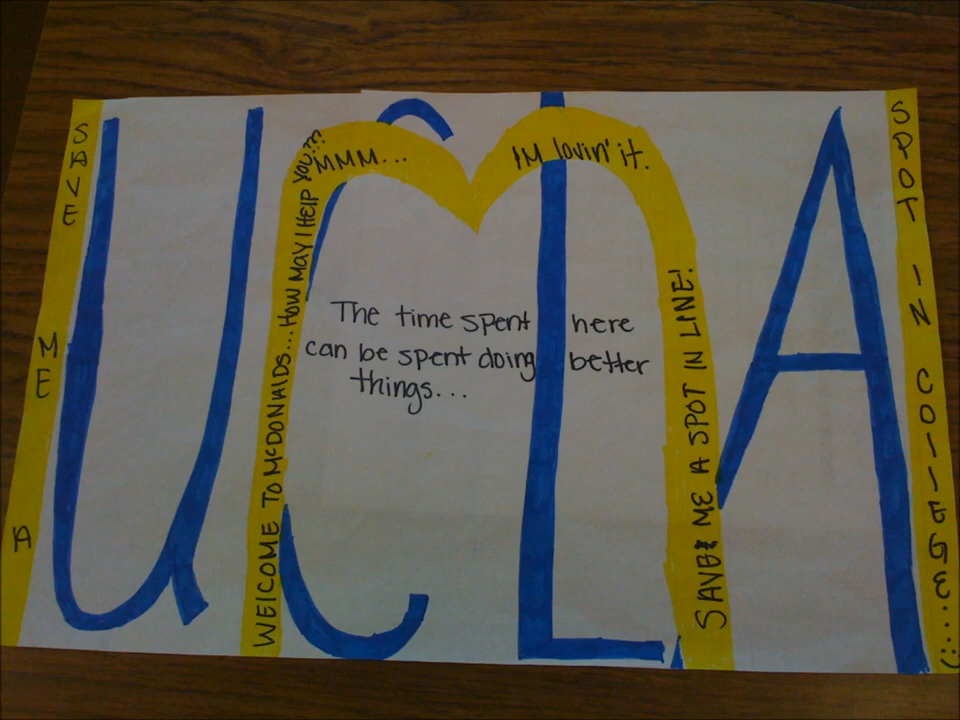 SAVE ME A
UCLA
WELCOME TO McDONALDS... HOW MAY I HELP YOU???
MMM...
IM lovin' it.
The time spent here
can be spent doing better
things...
SAVE ME A SPOT IN LINE!
SPOT IN COllEGE...(: